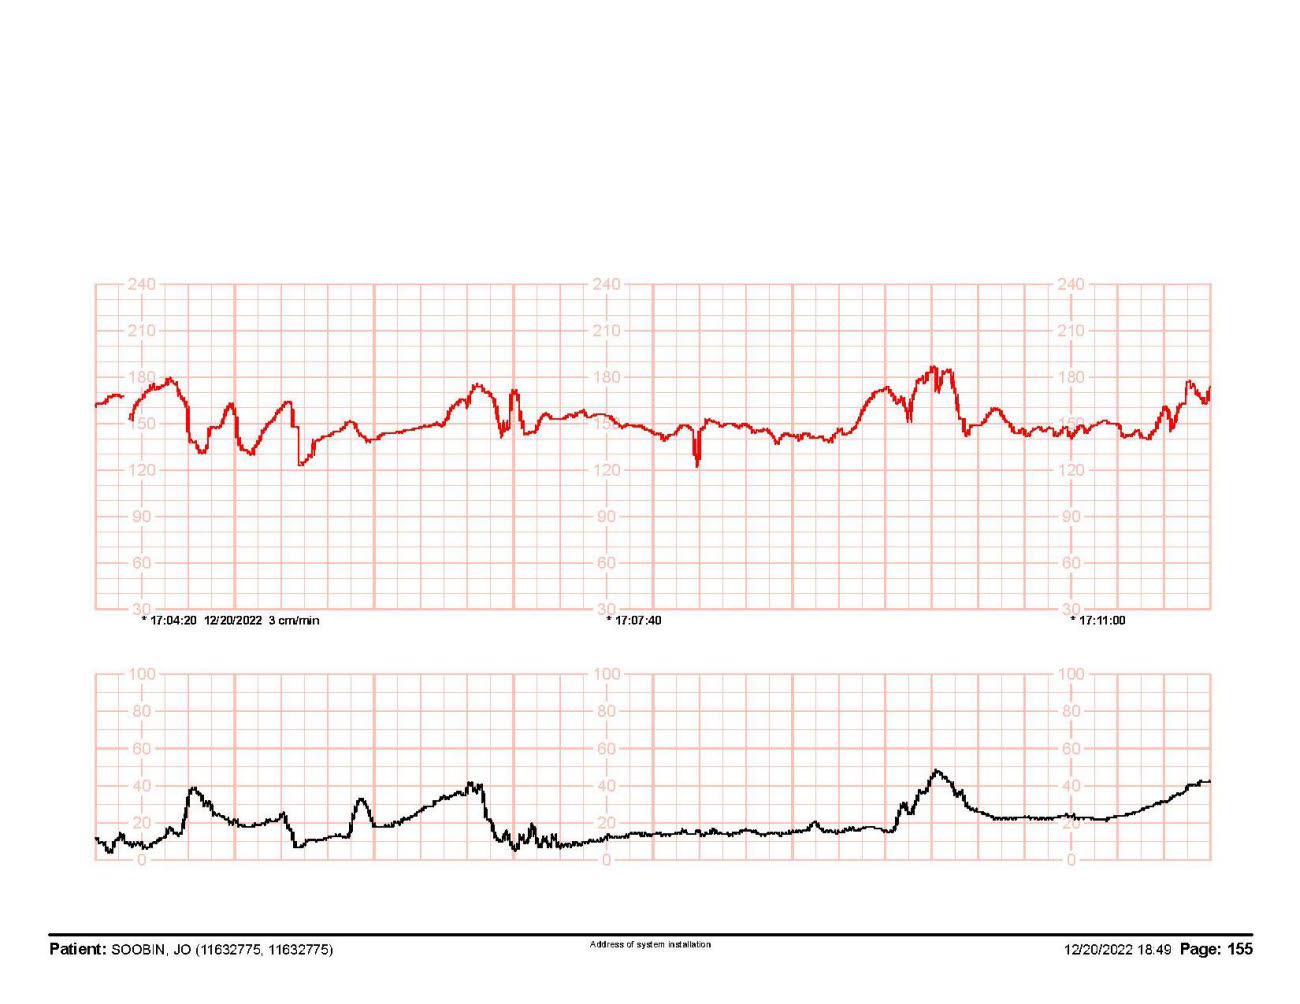 240 240 240
210 210 210
180 180 180
150 150 150
120 120 120
90 90 90
60 60 60
30 30 30
* 17:04:20 12/20/2022 3 cm/min * 17:07:40 * 17:11:00
100 100 100
80 80 80
60 60 60
40 40 40
20 20 20
0 0 0
Patient: SOOBIN, JO (11632775, 11632775) Address of system installation 12/20/2022 18:49 Page: 155